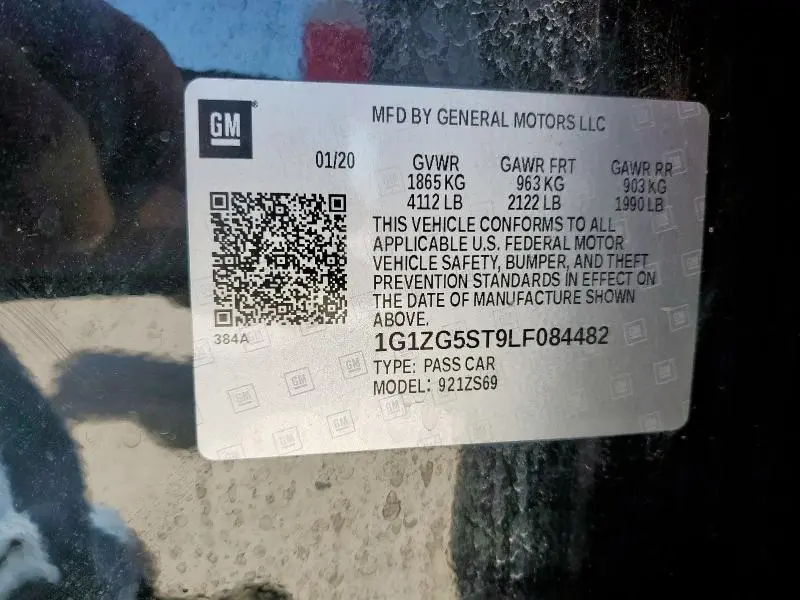 GM
MFD BY GENERAL MOTORS LLC
01/20
GVWR GAWR FRT GAWR RR
1865 KG 963 KG 903 KG
4112 LB 2122 LB 1990 LB
THIS VEHICLE CONFORMS TO ALL
APPLICABLE U.S. FEDERAL MOTOR
VEHICLE SAFETY, BUMPER, AND THEFT
PREVENTION STANDARDS IN EFFECT ON
THE DATE OF MANUFACTURE SHOWN
ABOVE.
384A
1G1ZG5ST9LF084482
TYPE: PASS CAR
MODEL: 921ZS69